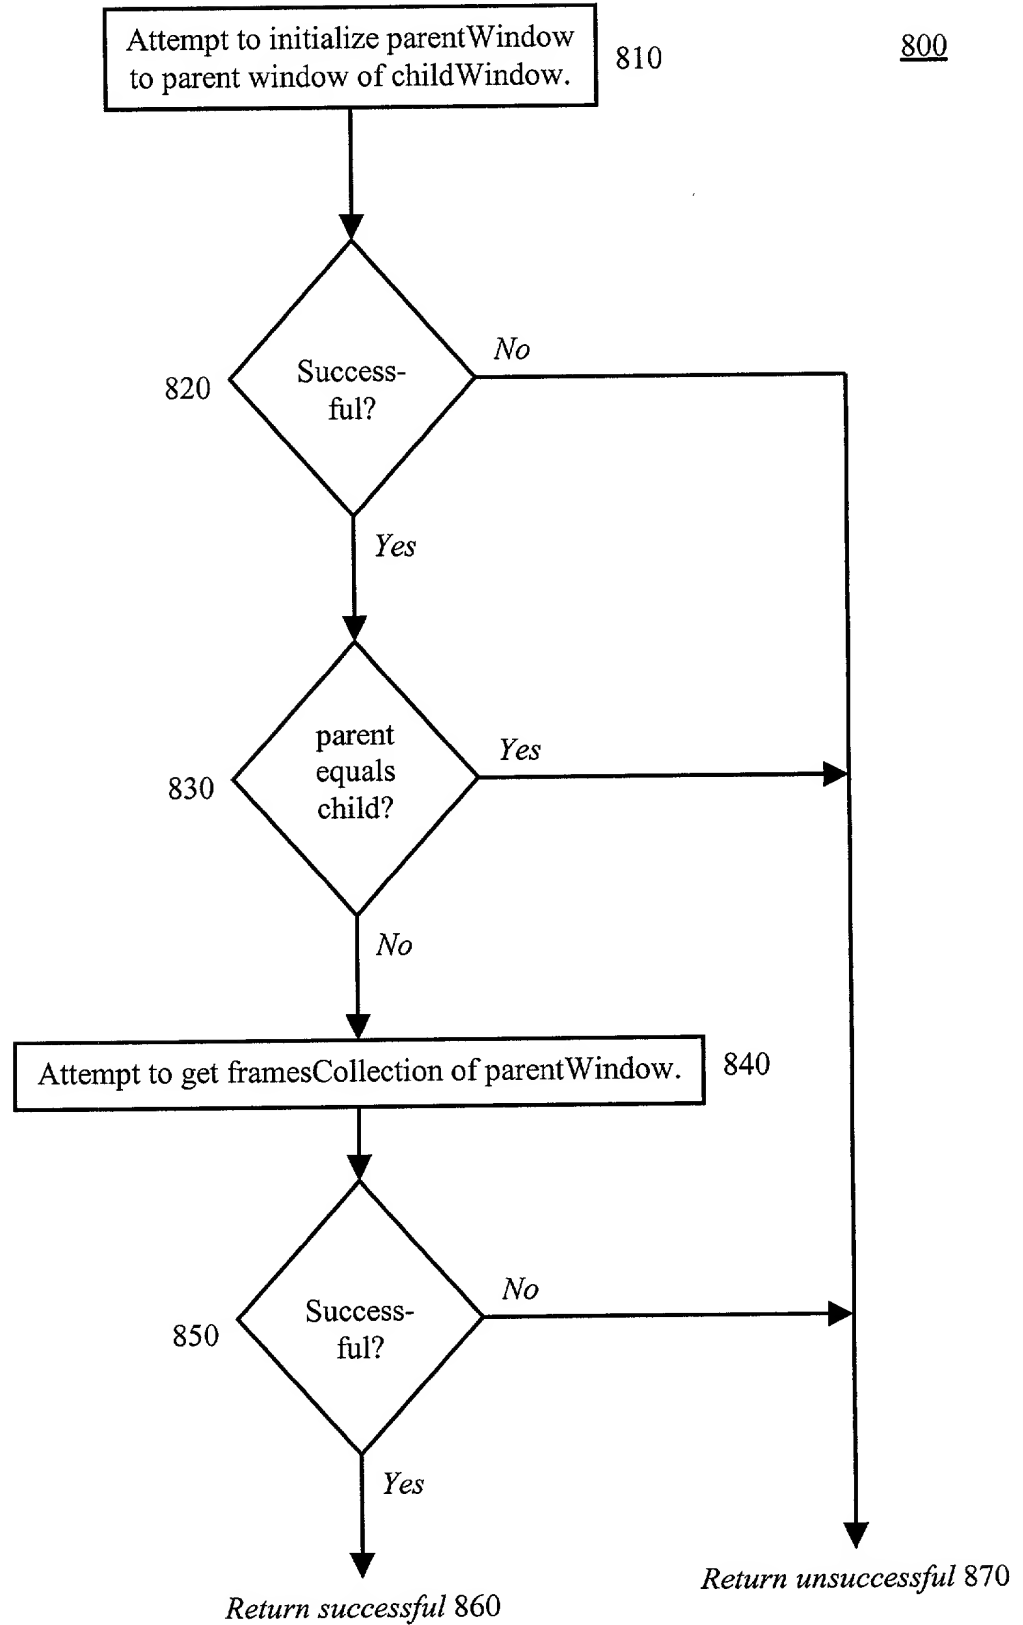 Attempt to initialize parentWindow
to parent window of childWindow.
810
800
No
Success-
ful?
820
Yes
parent
equals
child?
Yes
830
No
Attempt to get framesCollection of parentWindow.
840
No
Success-
ful?
850
Yes
Return unsuccessful 870
Return successful 860